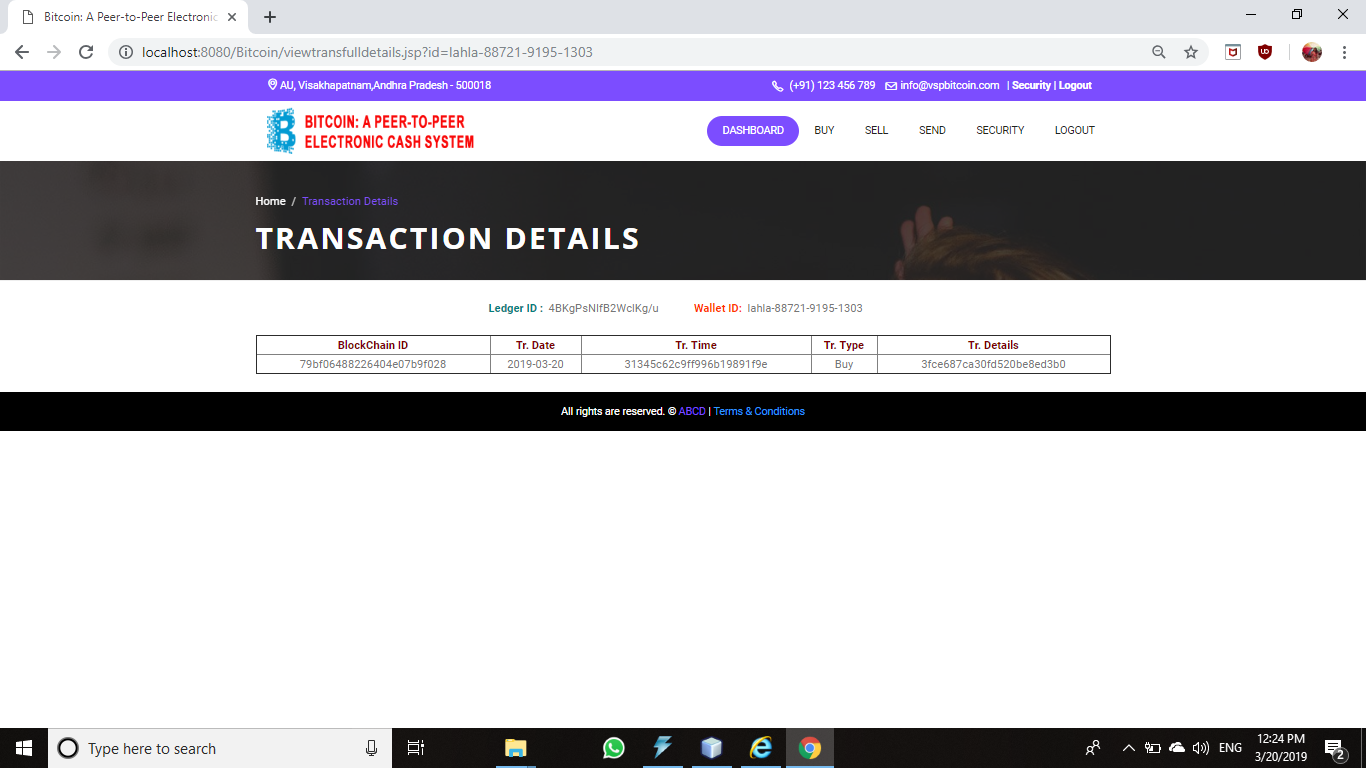 Bitcoin: A Peer-to-Peer Electronic
localhost:8080/Bitcoin/viewtransfulldetails.jsp?id=lahla-88721-9195-1303
AU, Visakhapatnam,Andhra Pradesh - 500018 (+91) 123 456 789 info@vspbitcoin.com | Security | Logout
BITCOIN: A PEER-TO-PEER
ELECTRONIC CASH SYSTEM
DASHBOARD BUY SELL SEND SECURITY LOGOUT
Home / Transaction Details
TRANSACTION DETAILS
Ledger ID : 4BKgPsNIfB2WclKg/u Wallet ID: lahla-88721-9195-1303
BlockChain ID Tr. Date Tr. Time Tr. Type Tr. Details
79bf06488226404e07b9f028 2019-03-20 31345c62c9ff996b19891f9e Buy 3fce687ca30fd520be8ed3b0
All rights are reserved. © ABCD | Terms & Conditions
Type here to search
ENG
12:24 PM
3/20/2019
2